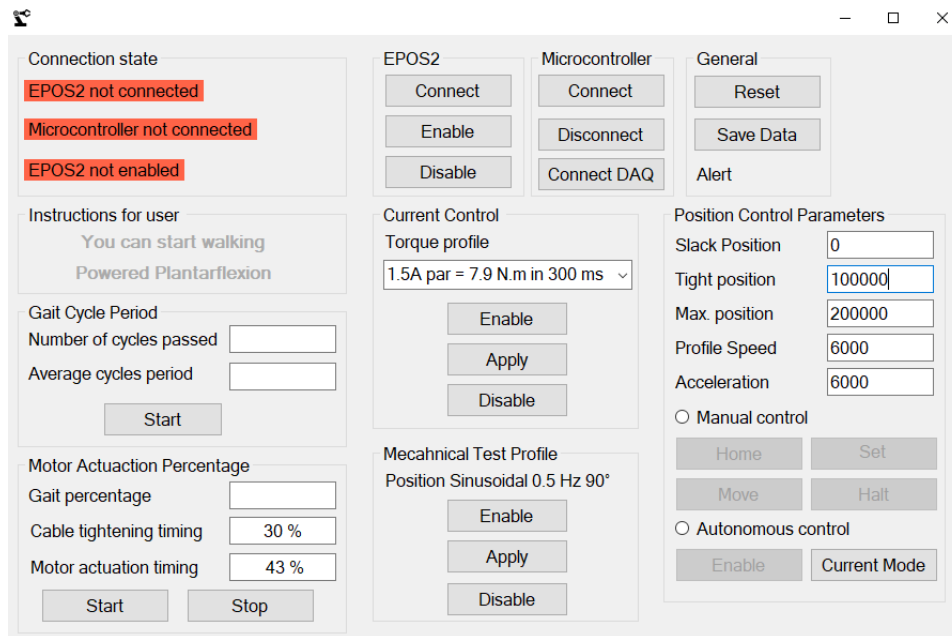 Connection state
EPOS2 not connected
Microcontroller not connected
EPOS2 not enabled
EPOS2
Connect
Enable
Disable
Microcontroller
Connect
Disconnect
Connect DAQ
General
Reset
Save Data
Alert
Instructions for user
You can start walking
Powered Plantarflexion
Gait Cycle Period
Number of cycles passed
Average cycles period
Start
Motor Actuaction Percentage
Gait percentage
Cable tightening timing 30 %
Motor actuation timing 43 %
Start Stop
Current Control
Torque profile
1.5A par = 7.9 N.m in 300 ms
Enable
Apply
Disable
Mecahnical Test Profile
Position Sinusoidal 0.5 Hz 90°
Enable
Apply
Disable
Position Control Parameters
Slack Position 0
Tight position 100000
Max. position 200000
Profile Speed 6000
Acceleration 6000
Manual control
Home Set
Move Halt
Autonomous control
Enable Current Mode